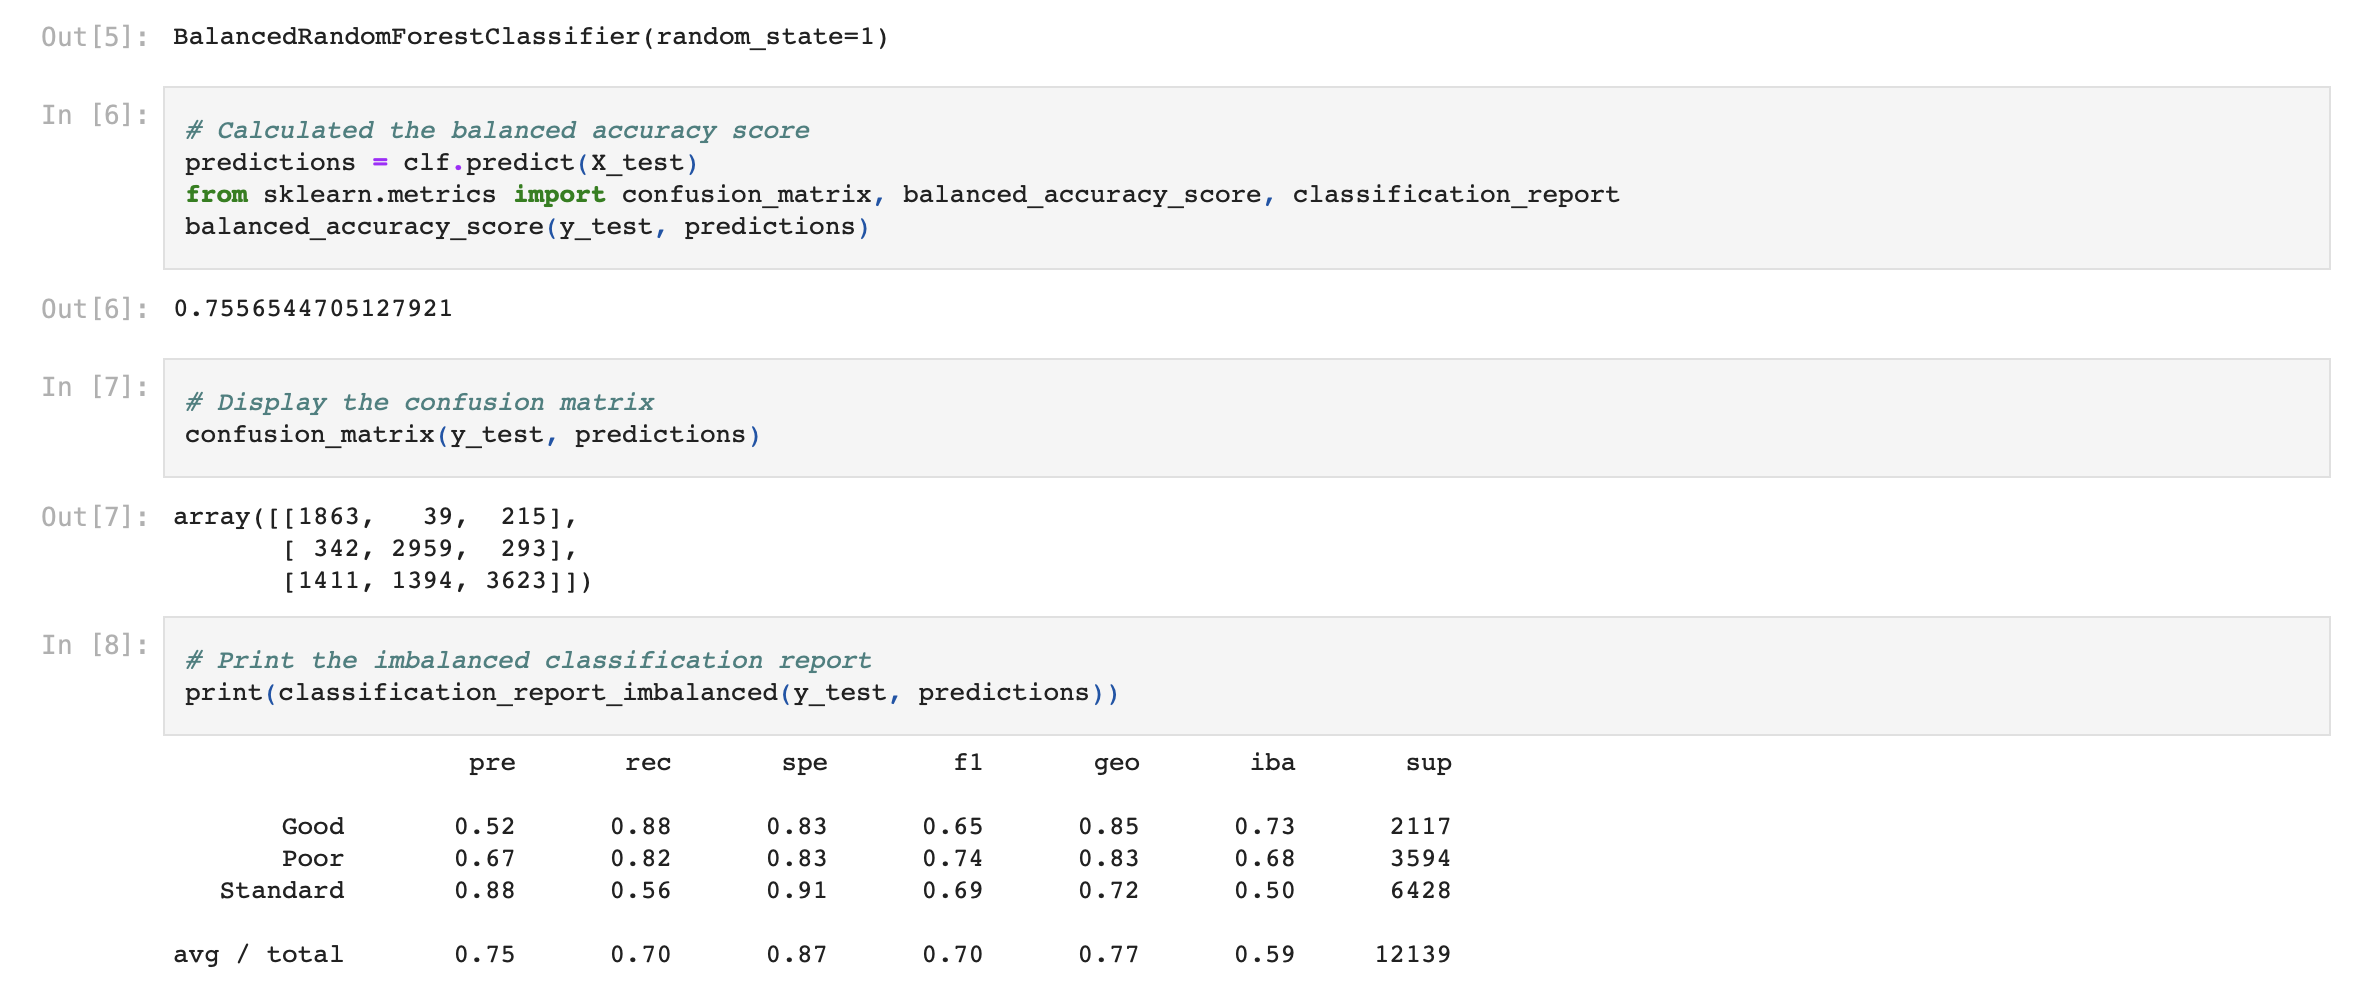 Out[5]: BalancedRandomForestClassifier(random_state=1)
In [6]: # Calculated the balanced accuracy score
predictions = clf.predict(X_test)
from sklearn.metrics import confusion_matrix, balanced_accuracy_score, classification_report
balanced_accuracy_score(y_test, predictions)
Out[6]: 0.7556544705127921
In [7]: # Display the confusion matrix
confusion_matrix(y_test, predictions)
Out[7]: array([[1863,   39,  215],
       [ 342, 2959,  293],
       [1411, 1394, 3623]])
In [8]: # Print the imbalanced classification report
print(classification_report_imbalanced(y_test, predictions))
pre rec spe f1 geo iba sup
Good 0.52 0.88 0.83 0.65 0.85 0.73 2117
Poor 0.67 0.82 0.83 0.74 0.83 0.68 3594
Standard 0.88 0.56 0.91 0.69 0.72 0.50 6428
avg / total 0.75 0.70 0.87 0.70 0.77 0.59 12139